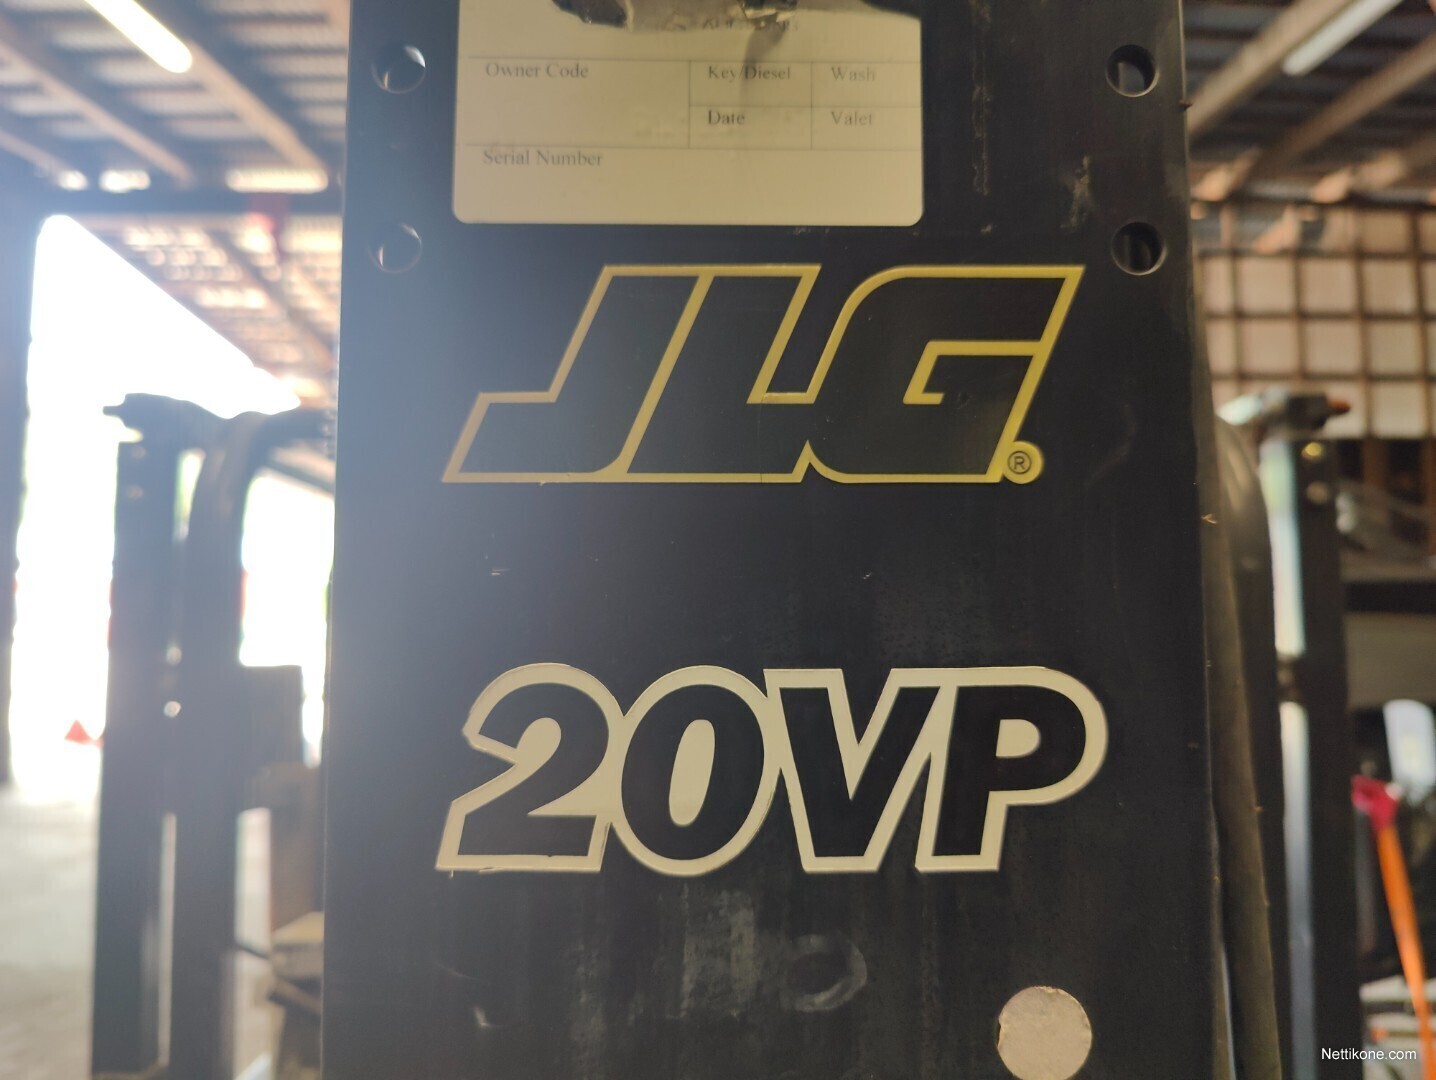 Owner Code
Key/Diesel
Wash
Date
Valet
Serial Number
JLG®
20VP
Nettikone.com